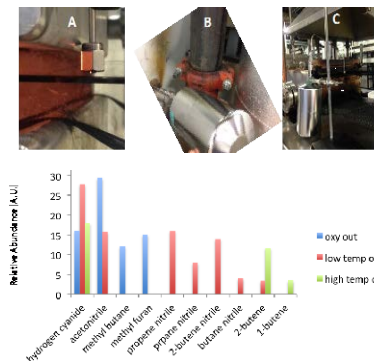 A
B
C
Relative Abundance [A.U.]
30
25
20
15
10
5
0
hydrogen cyanide
acetonitrile
methyl butane
methyl furan
propene nitrile
prpane nitrile
2-butene nitrile
butane nitrile
2-butene
1-butene
oxy out
low temp o
high temp o